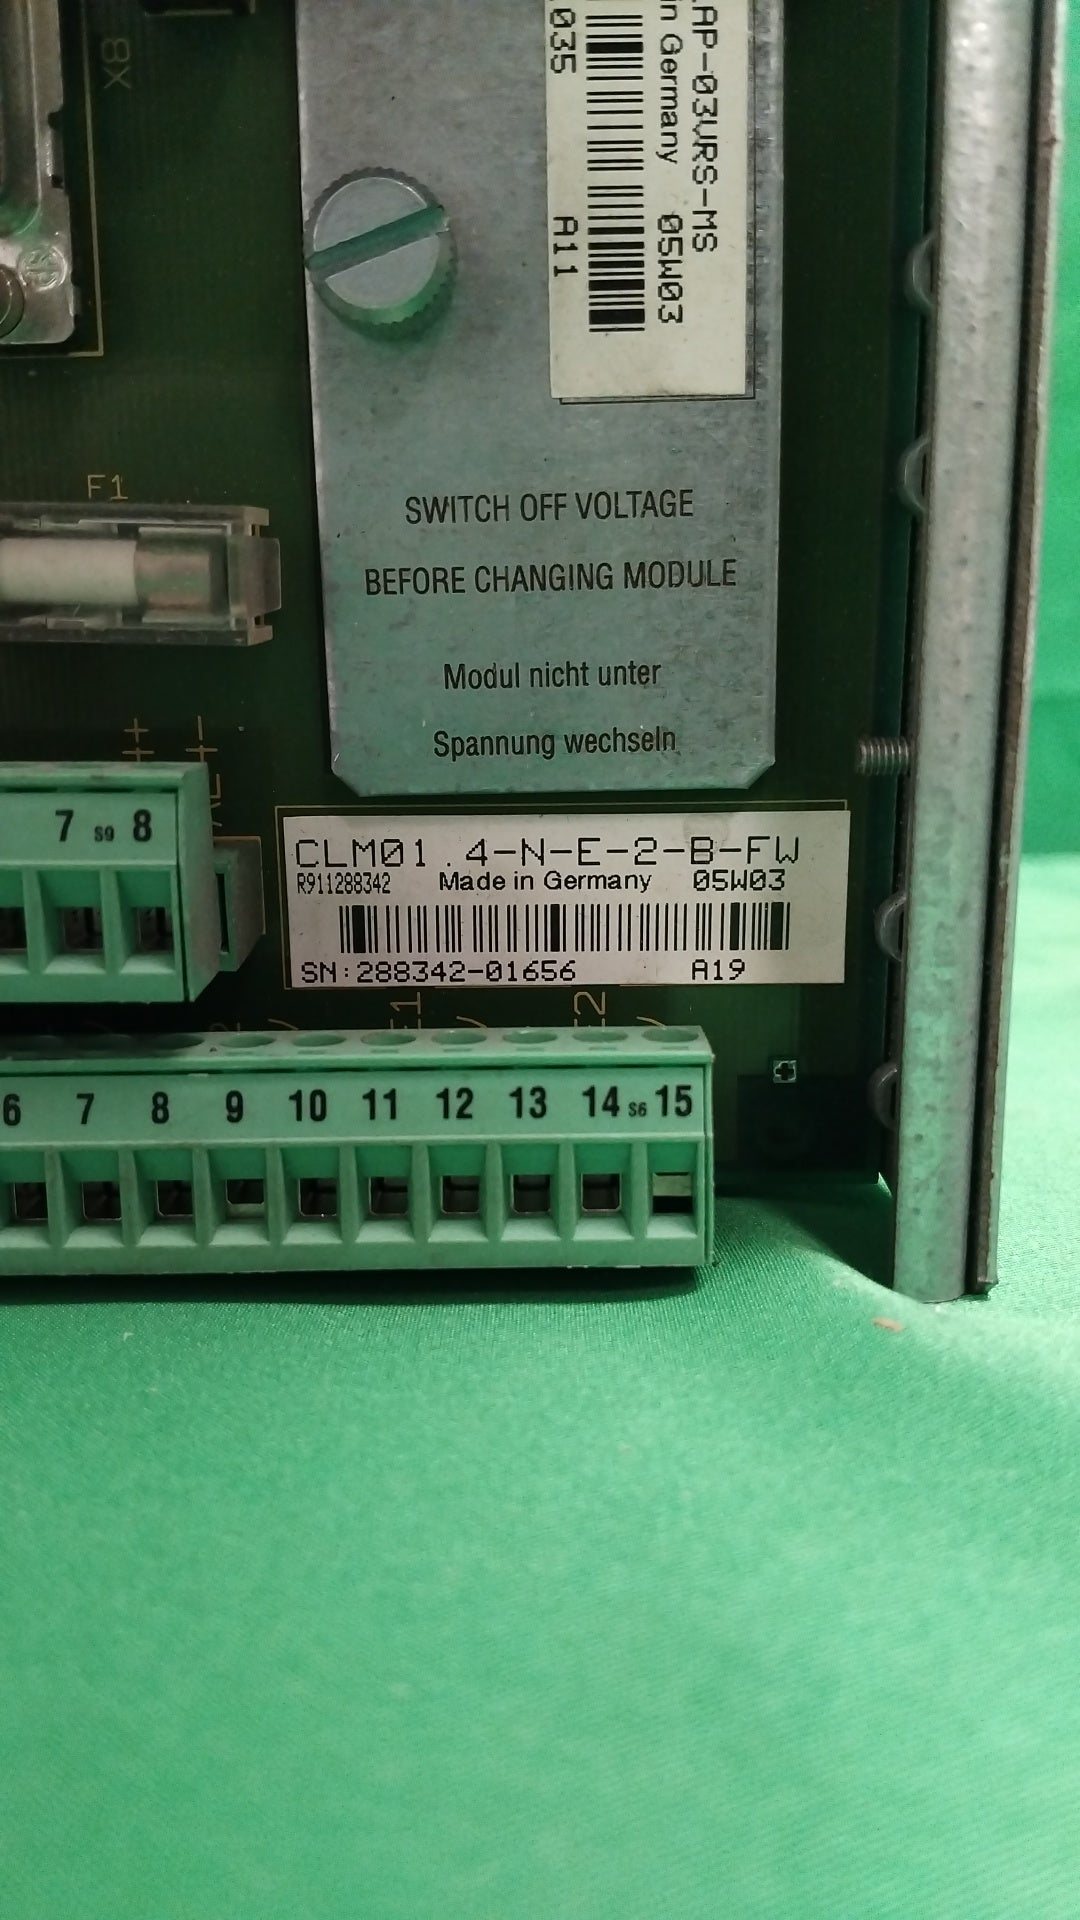 X8
AP-03VRS-MS
in Germany 05W03
035 A11
F1
SWITCH OFF VOLTAGE
BEFORE CHANGING MODULE
Modul nicht unter
Spannung wechseln
7 S9 8
CLM01.4-N-E-2-B-FW
R911288342 Made in Germany 05W03
SN:288342-01656 A19
6 7 8 9 10 11 12 13 14 S6 15